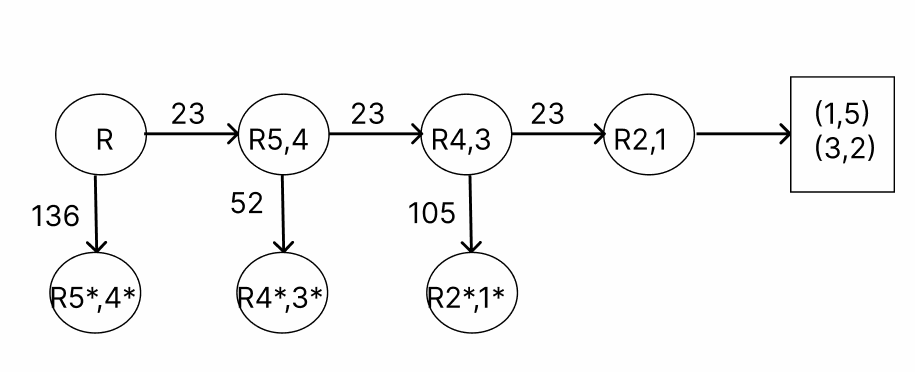 23
23
23
R
R5,4
R4,3
R2,1
(1,5)
(3,2)
136
52
105
R5*,4*
R4*,3*
R2*,1*